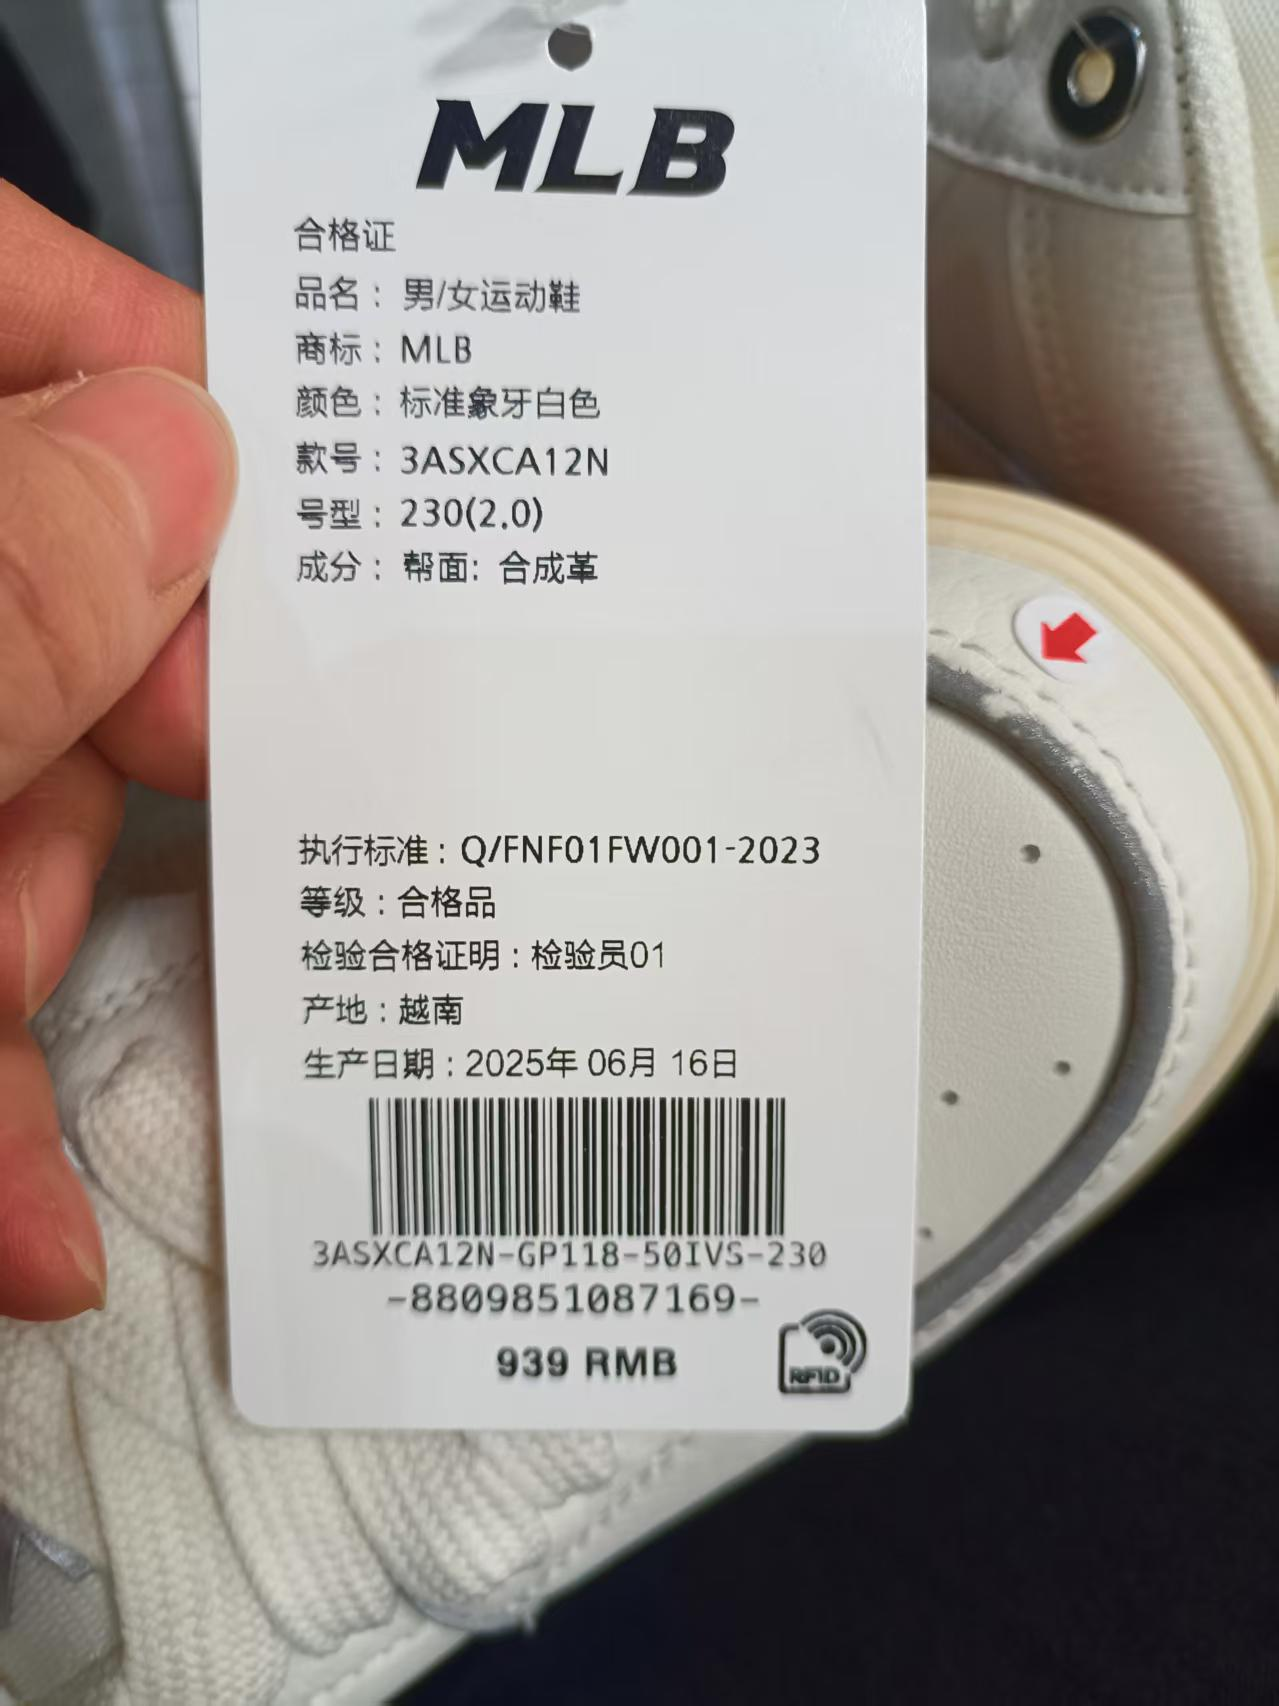 MLB
合格证
品名：男/女运动鞋
商标：MLB
颜色：标准象牙白色
款号：3ASXCA12N
号型：230(2.0)
成分：帮面：合成革
执行标准：Q/FNF01FW001-2023
等级：合格品
检验合格证明：检验员01
产地：越南
生产日期：2025年 06月 16日
3ASXCA12N-GP118-50IVS-230
-8809851087169-
939 RMB
RFID